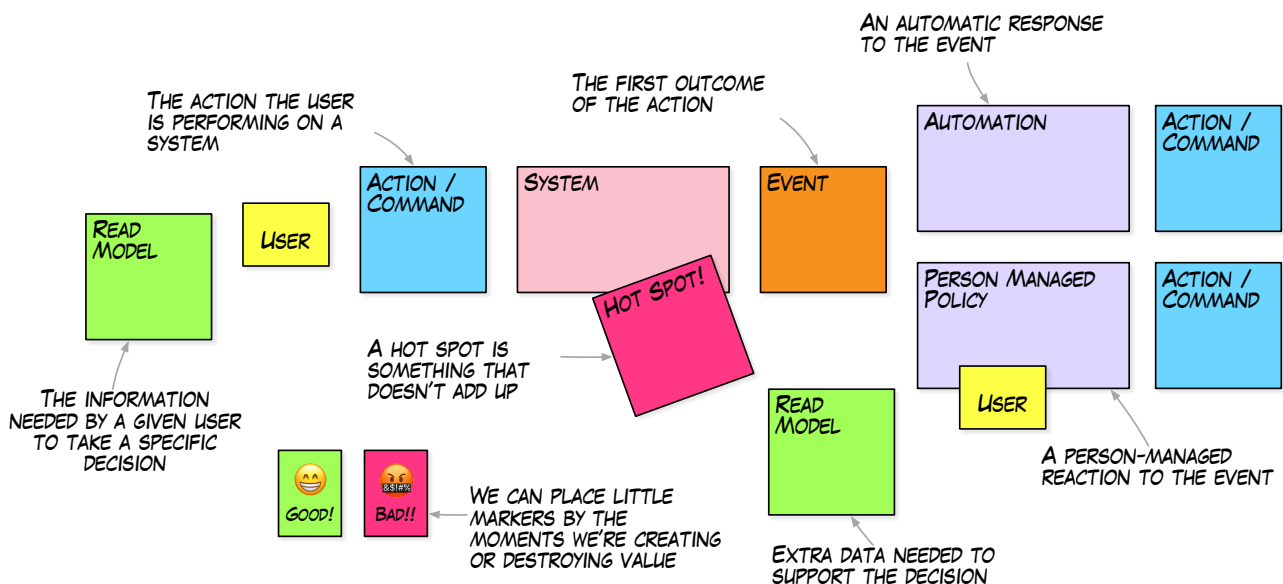 AN AUTOMATIC RESPONSE
TO THE EVENT
THE FIRST OUTCOME
OF THE ACTION
THE ACTION THE USER
IS PERFORMING ON A
SYSTEM
READ
MODEL
USER
ACTION /
COMMAND
SYSTEM
EVENT
AUTOMATION
ACTION /
COMMAND
HOT SPOT!
PERSON MANAGED
POLICY
USER
ACTION /
COMMAND
A HOT SPOT IS
SOMETHING THAT
DOESN'T ADD UP
THE INFORMATION
NEEDED BY A GIVEN USER
TO TAKE A SPECIFIC
DECISION
READ
MODEL
A PERSON-MANAGED
REACTION TO THE EVENT
GOOD!
&$!#%
BAD!!
WE CAN PLACE LITTLE
MARKERS BY THE
MOMENTS WE'RE CREATING
OR DESTROYING VALUE
EXTRA DATA NEEDED TO
SUPPORT THE DECISION